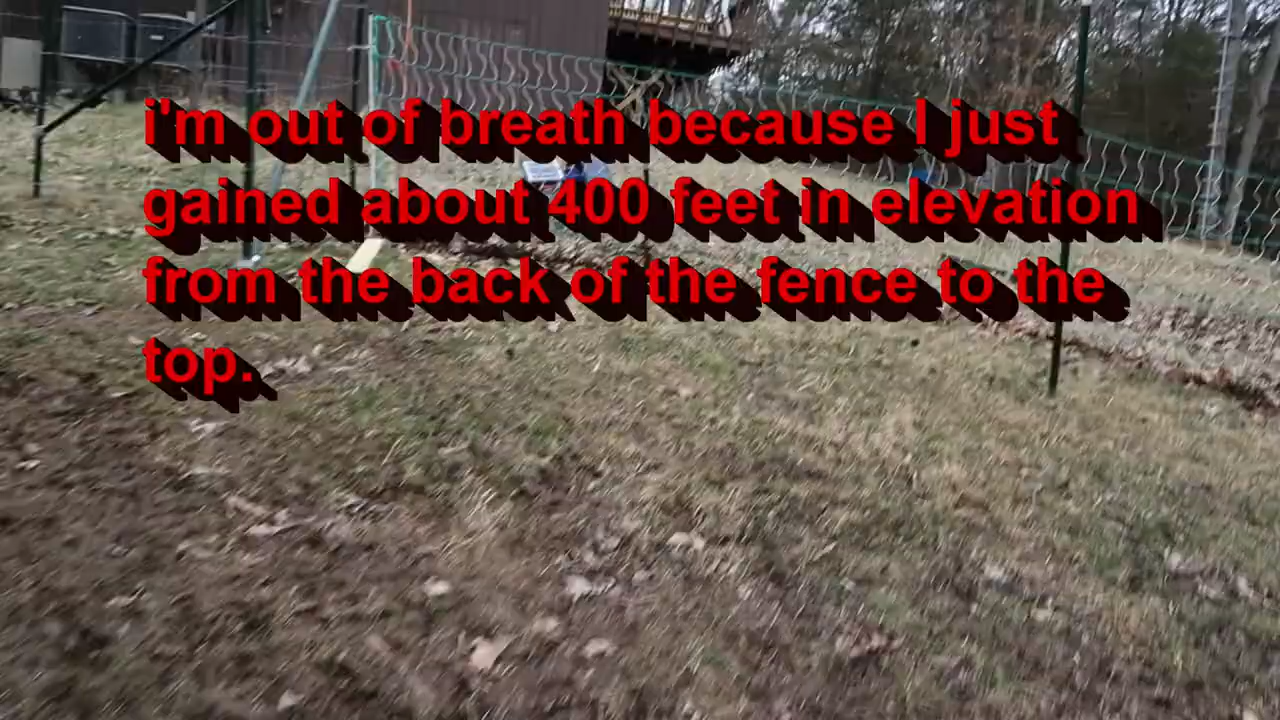 i'm out of breath because I just
gained about 400 feet in elevation
from the back of the fence to the
top.